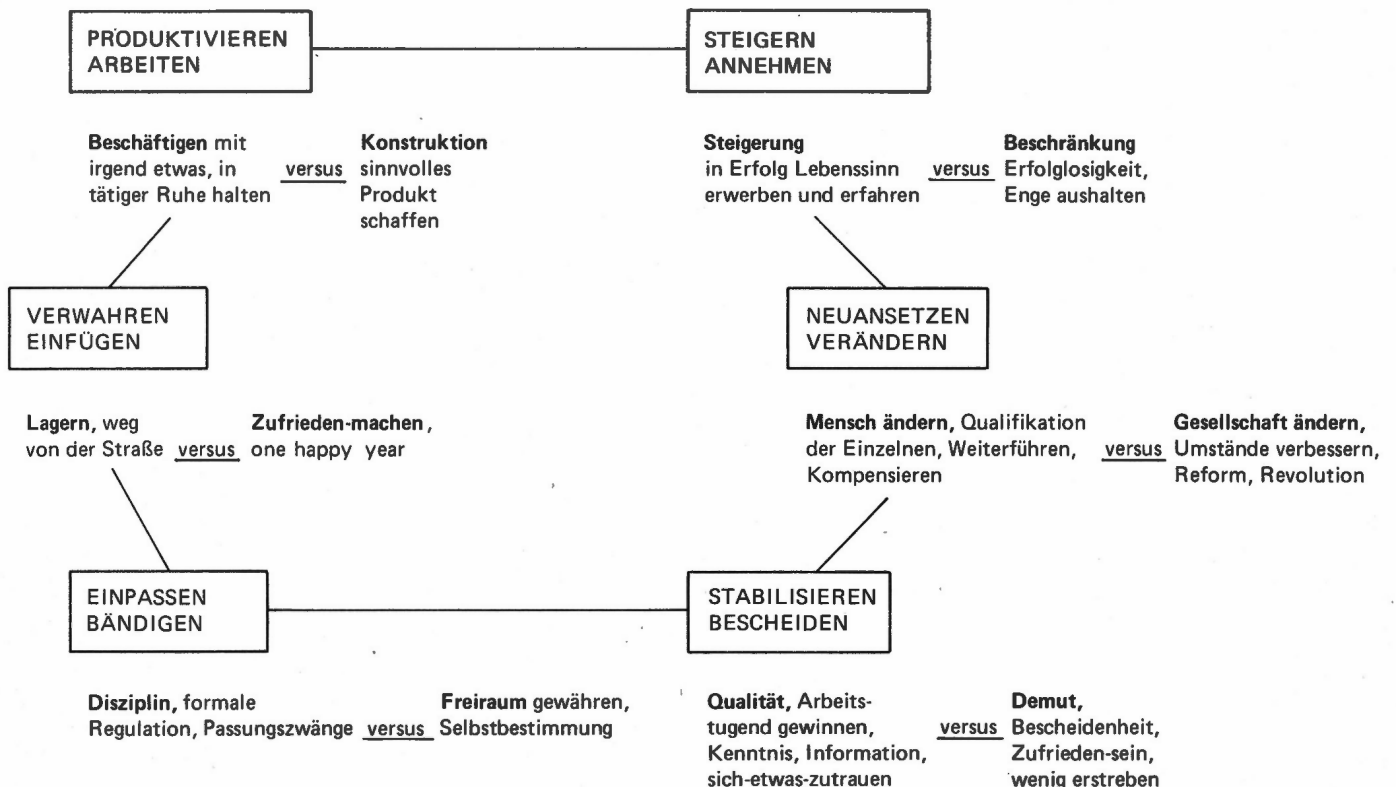 PRODUKTIVIEREN
ARBEITEN
STEIGERN
ANNEHMEN
Beschäftigen mit
irgend etwas, in
tätiger Ruhe halten
versus
Konstruktion
sinnvolles
Produkt
schaffen
Steigerung
in Erfolg Lebenssinn
erwerben und erfahren
versus
Beschränkung
Erfolglosigkeit,
Enge aushalten
VERWAHREN
EINFÜGEN
NEUANSETZEN
VERÄNDERN
Lagern, weg
von der Straße
versus
Zufrieden-machen,
one happy year
Mensch ändern, Qualifikation
der Einzelnen, Weiterführen,
Kompensieren
versus
Gesellschaft ändern,
Umstände verbessern,
Reform, Revolution
EINPASSEN
BÄNDIGEN
STABILISIEREN
BESCHEIDEN
Disziplin, formale
Regulation, Passungszwänge
versus
Freiraum gewähren,
Selbstbestimmung
Qualität, Arbeits-
tugend gewinnen,
Kenntnis, Information,
sich-etwas-zutrauen
versus
Demut,
Bescheidenheit,
Zufrieden-sein,
wenig erstreben